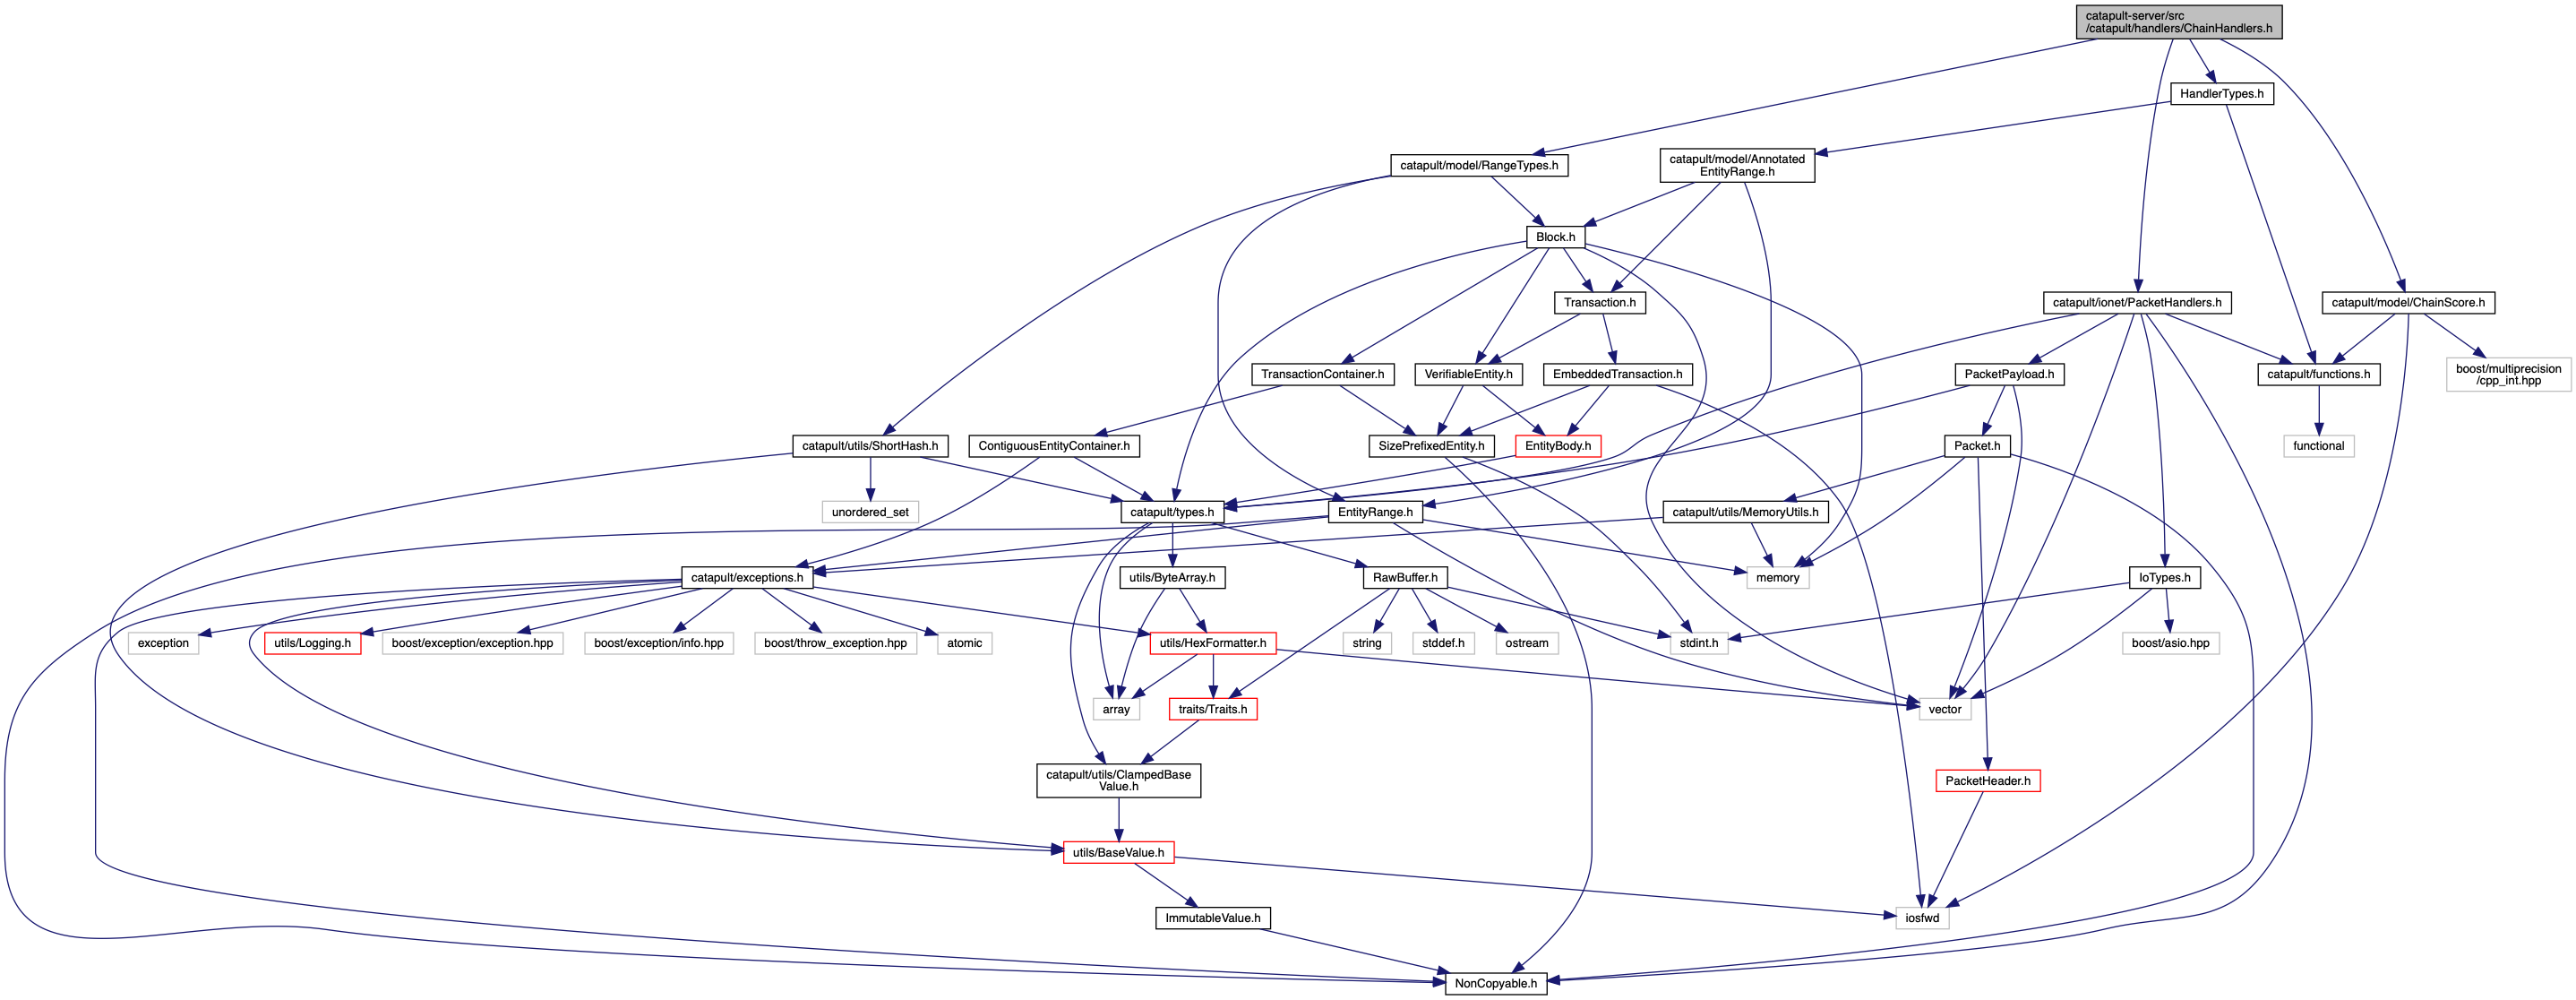 catapult-server/src
/catapult/handlers/ChainHandlers.h
HandlerTypes.h
catapult/model/RangeTypes.h
catapult/model/Annotated
EntityRange.h
Block.h
Transaction.h
catapult/ionet/PacketHandlers.h
catapult/model/ChainScore.h
TransactionContainer.h
VerifiableEntity.h
EmbeddedTransaction.h
PacketPayload.h
catapult/functions.h
boost/multiprecision
/cpp_int.hpp
catapult/utils/ShortHash.h
ContiguousEntityContainer.h
SizePrefixedEntity.h
EntityBody.h
Packet.h
functional
unordered_set
catapult/types.h
EntityRange.h
catapult/utils/MemoryUtils.h
catapult/exceptions.h
utils/ByteArray.h
RawBuffer.h
memory
IoTypes.h
exception
utils/Logging.h
boost/exception/exception.hpp
boost/exception/info.hpp
boost/throw_exception.hpp
atomic
utils/HexFormatter.h
string
stddef.h
ostream
stdint.h
boost/asio.hpp
array
traits/Traits.h
vector
catapult/utils/ClampedBase
Value.h
PacketHeader.h
utils/BaseValue.h
ImmutableValue.h
iosfwd
NonCopyable.h